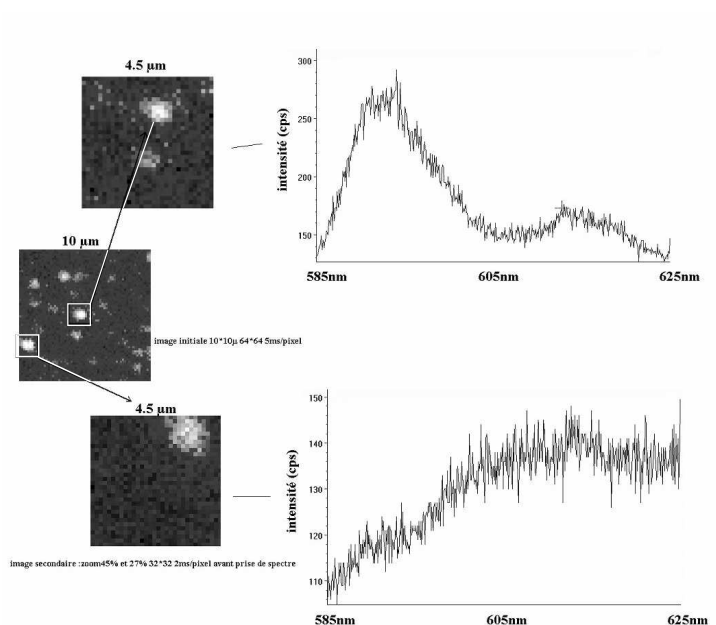 4.5 µm
300
250
200
150
intensité (cps)
585nm 605nm 625nm
10 µm
image initiale 10*10µ 64*64 5ms/pixel
4.5 µm
150
140
130
120
110
intensité (cps)
585nm 605nm 625nm
image secondaire :zoom45% et 27% 32*32 2ms/pixel avant prise de spectre